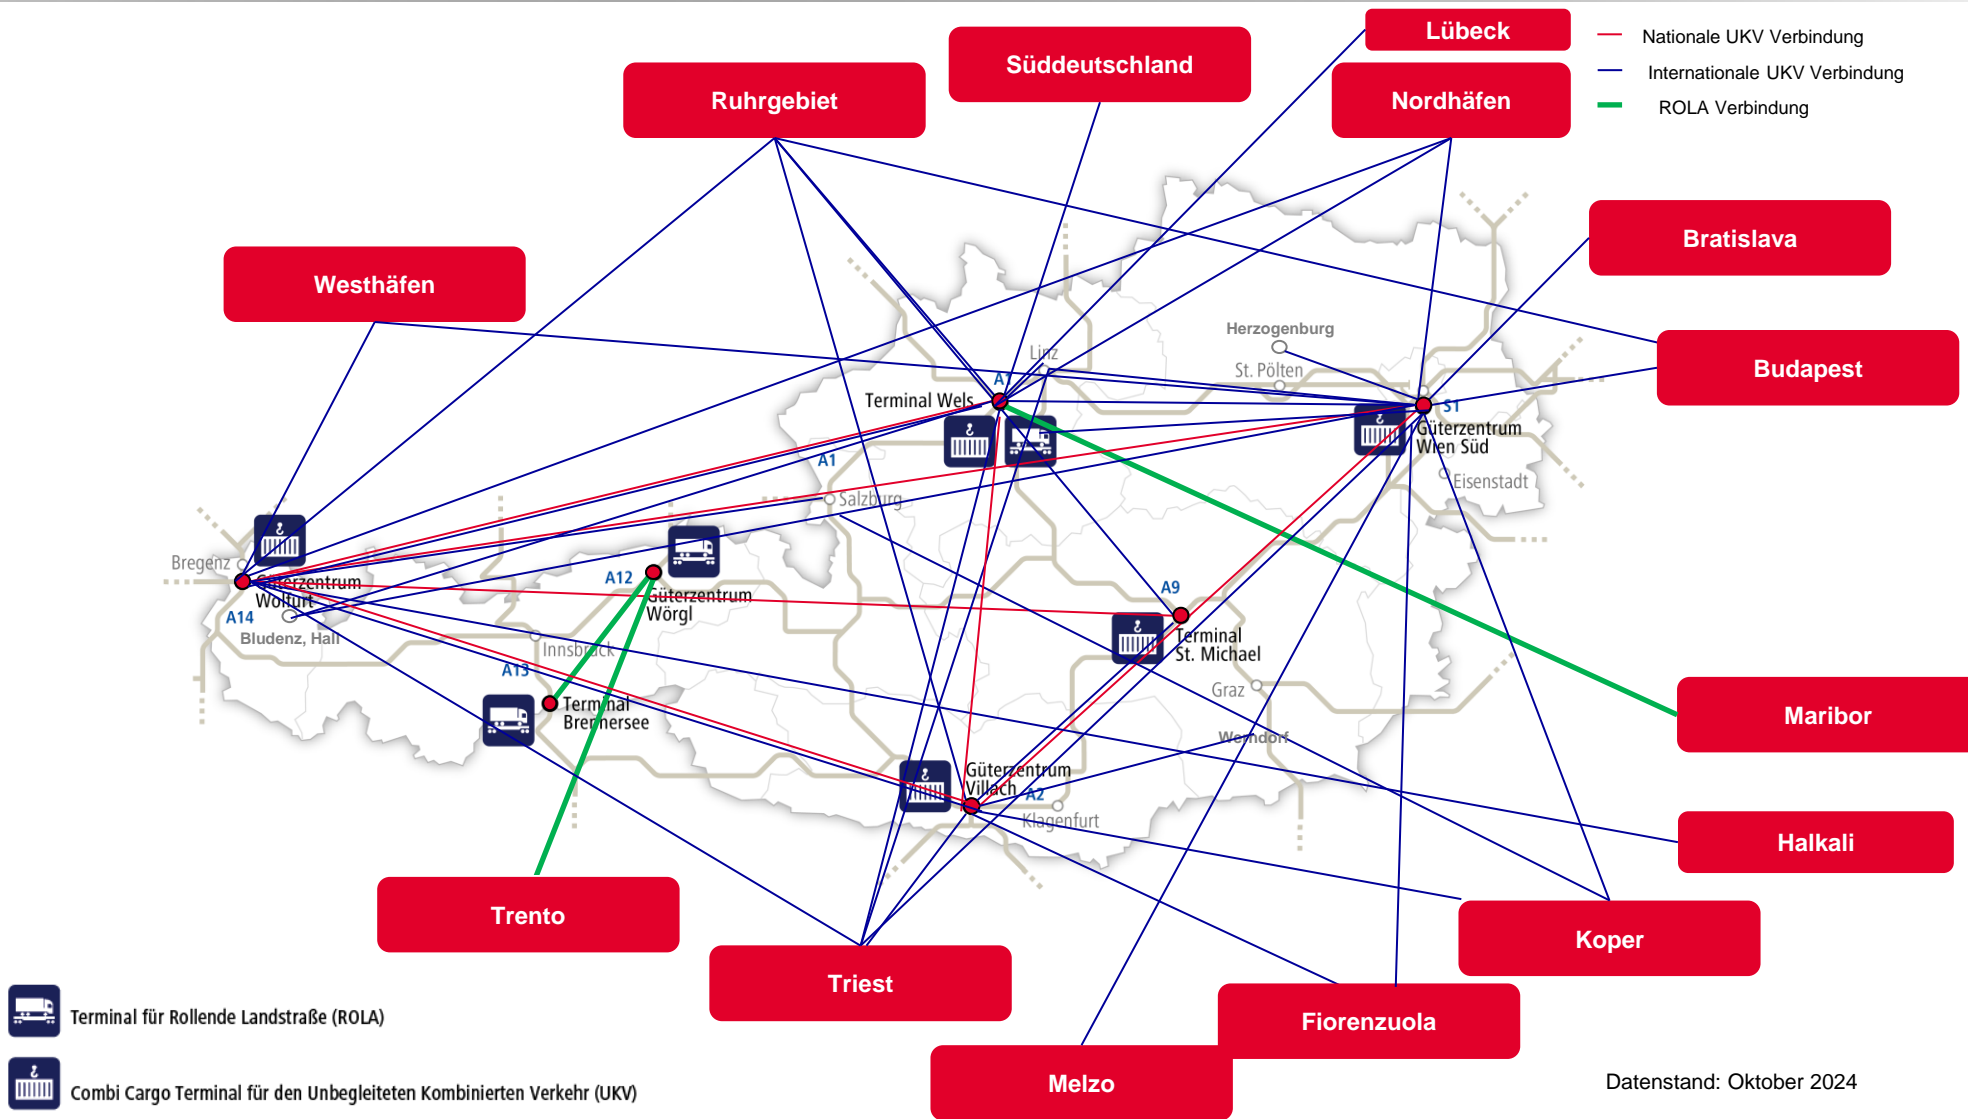 Lübeck
Nationale UKV Verbindung
Süddeutschland
Internationale UKV Verbindung
Ruhrgebiet
Nordhäfen
ROLA Verbindung
Bratislava
Westhäfen
Herzogenburg
Linz
St. Pölten
Budapest
A1
Terminal Wels
S1
Güterzentrum
Wien Süd
A1
Eisenstadt
Salzburg
Bregenz
Güterzentrum
Wolfurt
A12
Güterzentrum
Wörgl
A9
A14
Bludenz, Hall
Innsbruck
Terminal
St. Michael
A13
Graz
Terminal
Brennersee
Maribor
Werndorf
Güterzentrum
Villach
A2
Klagenfurt
Halkali
Trento
Koper
Triest
Fiorenzuola
Melzo
Terminal für Rollende Landstraße (ROLA)
Combi Cargo Terminal für den Unbegleiteten Kombinierten Verkehr (UKV)
Datenstand: Oktober 2024